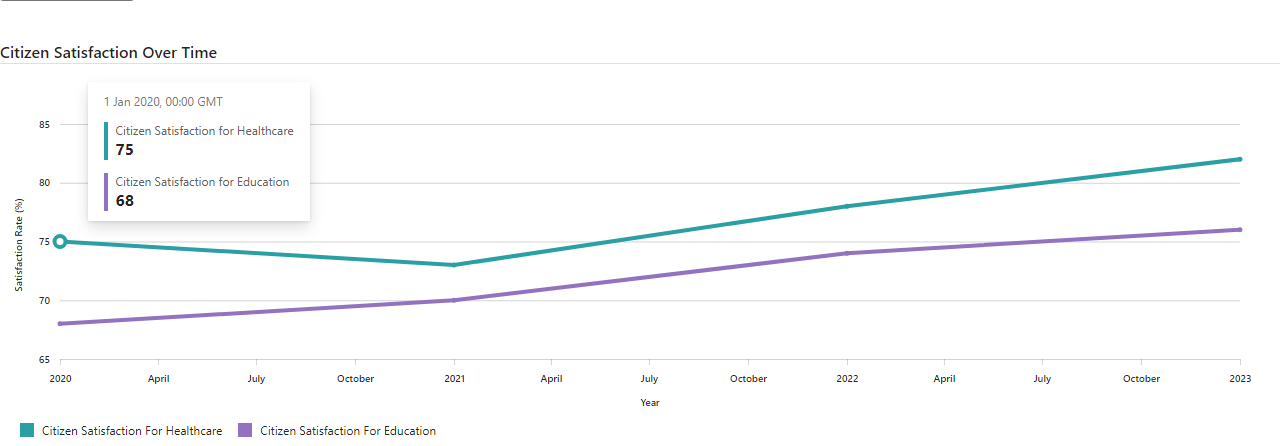 Citizen Satisfaction Over Time
1 Jan 2020, 00:00 GMT
Citizen Satisfaction for Healthcare
75
Citizen Satisfaction for Education
68
85
80
75
70
65
Satisfaction Rate (%)
2020 April July October 2021 April July October 2022 April July October 2023
Year
Citizen Satisfaction For Healthcare Citizen Satisfaction For Education